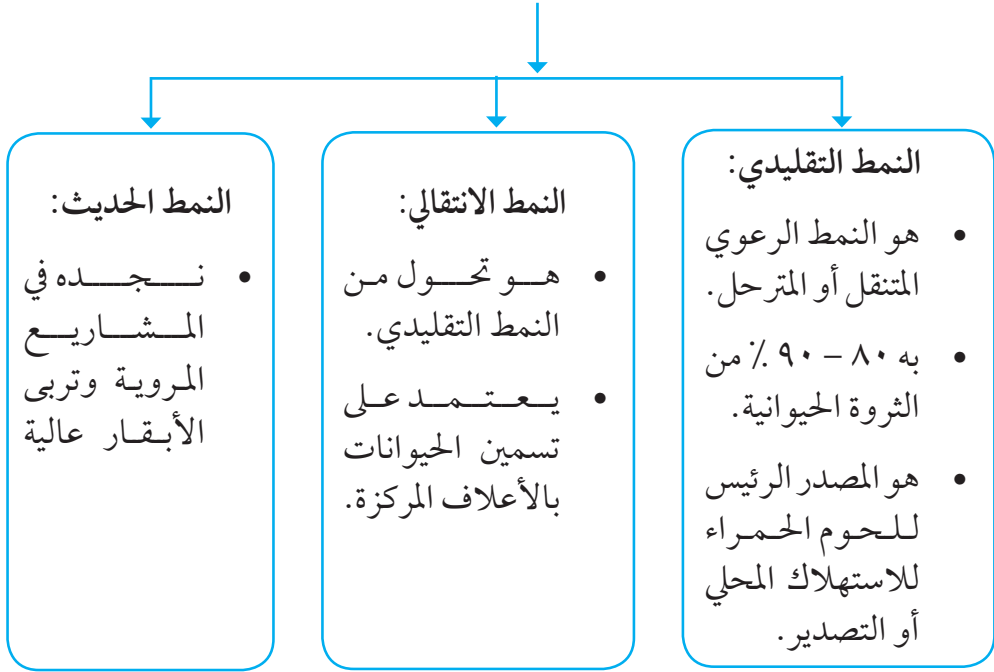 النمط التقليدي:
• هو النمط الرعوي
المتنقل أو المترحل.
• به ٨٠ – ٩٠ ٪ من
الثروة الحيوانية.
• هو المصدر الرئيس
للحوم الحمراء
للاستهلاك المحلي
أو التصدير.
النمط الانتقالي:
• هو تحول من
النمط التقليدي.
• يعتمد على
تسمين الحيوانات
بالأعلاف المركزة.
النمط الحديث:
• نجده في
المشاريع
المروية وتربى
الأبقار عالية